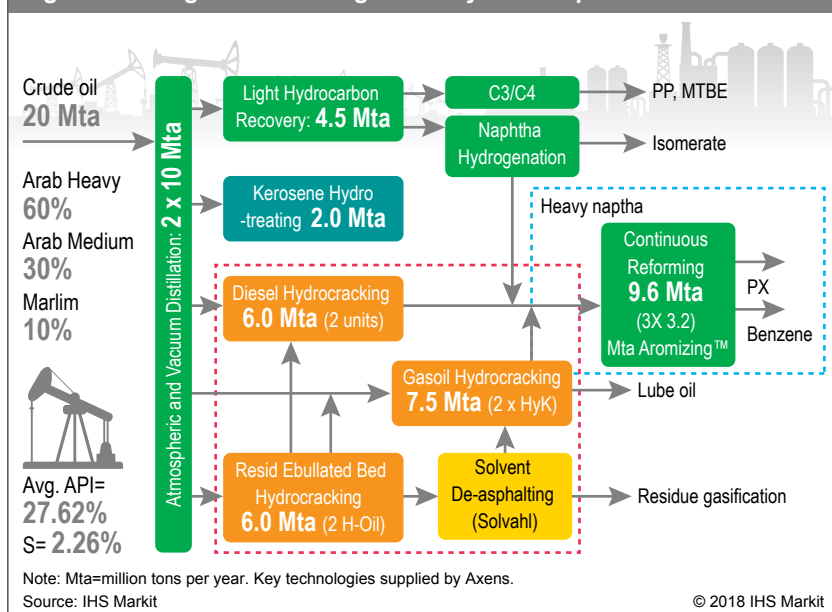 Crude oil
20 Mta
Arab Heavy
60%
Arab Medium
30%
Marlim
10%
Avg. API=
27.62%
S= 2.26%
Atmospheric and Vacuum Distillation: 2 x 10 Mta
Light Hydrocarbon
Recovery: 4.5 Mta
C3/C4
PP, MTBE
Naphtha
Hydrogenation
Isomerate
Kerosene Hydro
-treating 2.0 Mta
Heavy naptha
Continuous
Reforming
9.6 Mta
(3X 3.2)
Mta Aromizing™
PX
Benzene
Diesel Hydrocracking
6.0 Mta (2 units)
Gasoil Hydrocracking
7.5 Mta (2 x HyK)
Lube oil
Resid Ebullated Bed
Hydrocracking
6.0 Mta (2 H-Oil)
Solvent
De-asphalting
(Solvahl)
Residue gasification
Note: Mta=million tons per year. Key technologies supplied by Axens.
Source: IHS Markit
© 2018 IHS Markit